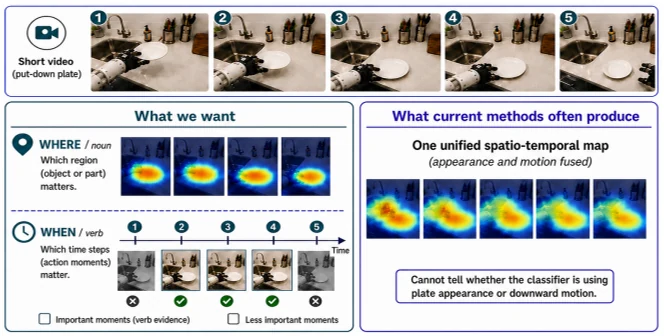 1 2 3 4 5
Short video
(put-down plate)
What we want
WHERE / noun
Which region
(object or part)
matters.
WHEN / verb
Which time steps
(action moments)
matter.
1 2 3 4 5
Time
Important moments (verb evidence)
Less important moments
What current methods often produce
One unified spatio-temporal map
(appearance and motion fused)
Cannot tell whether the classifier is using
plate appearance or downward motion.